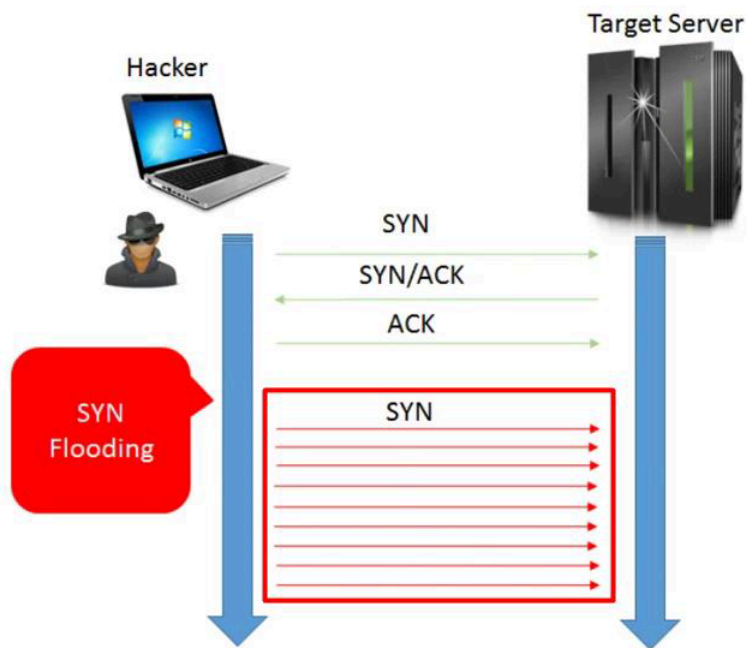 Target Server
Hacker
SYN
SYN/ACK
ACK
SYN
Flooding
SYN